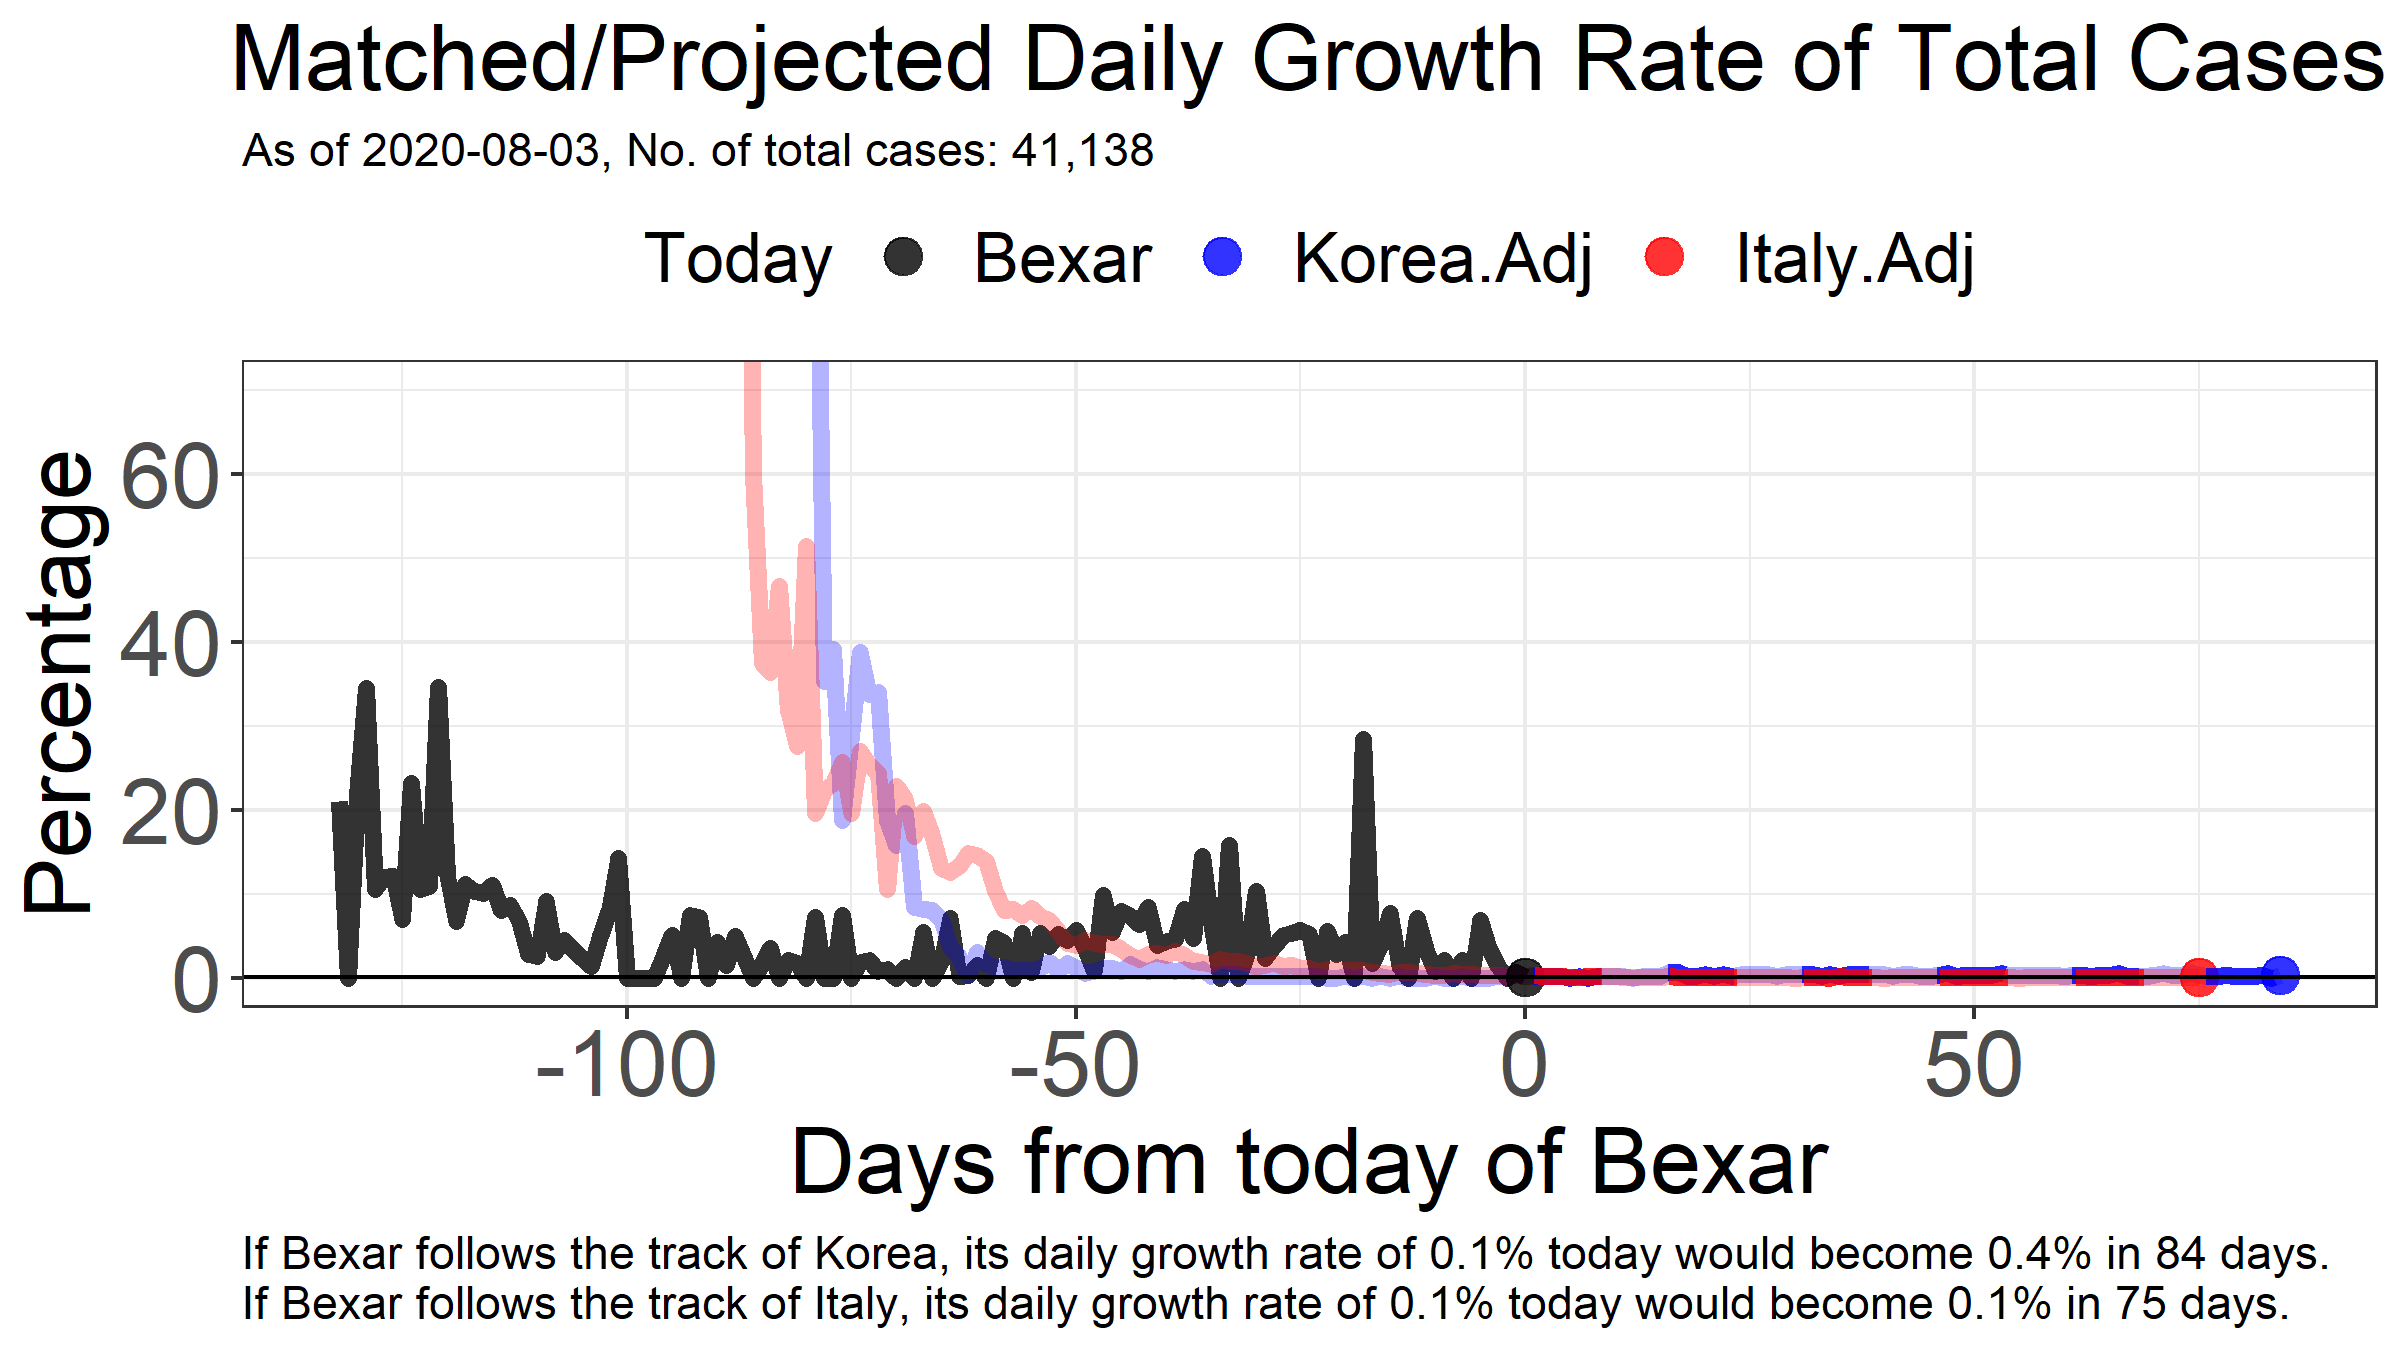 Matched/Projected Daily Growth Rate of Total Cases
As of 2020-08-03, No. of total cases: 41,138
Today Bexar Korea.Adj Italy.Adj
Percentage
60
40
20
0
-100 -50 0 50
Days from today of Bexar
If Bexar follows the track of Korea, its daily growth rate of 0.1% today would become 0.4% in 84 days.
If Bexar follows the track of Italy, its daily growth rate of 0.1% today would become 0.1% in 75 days.